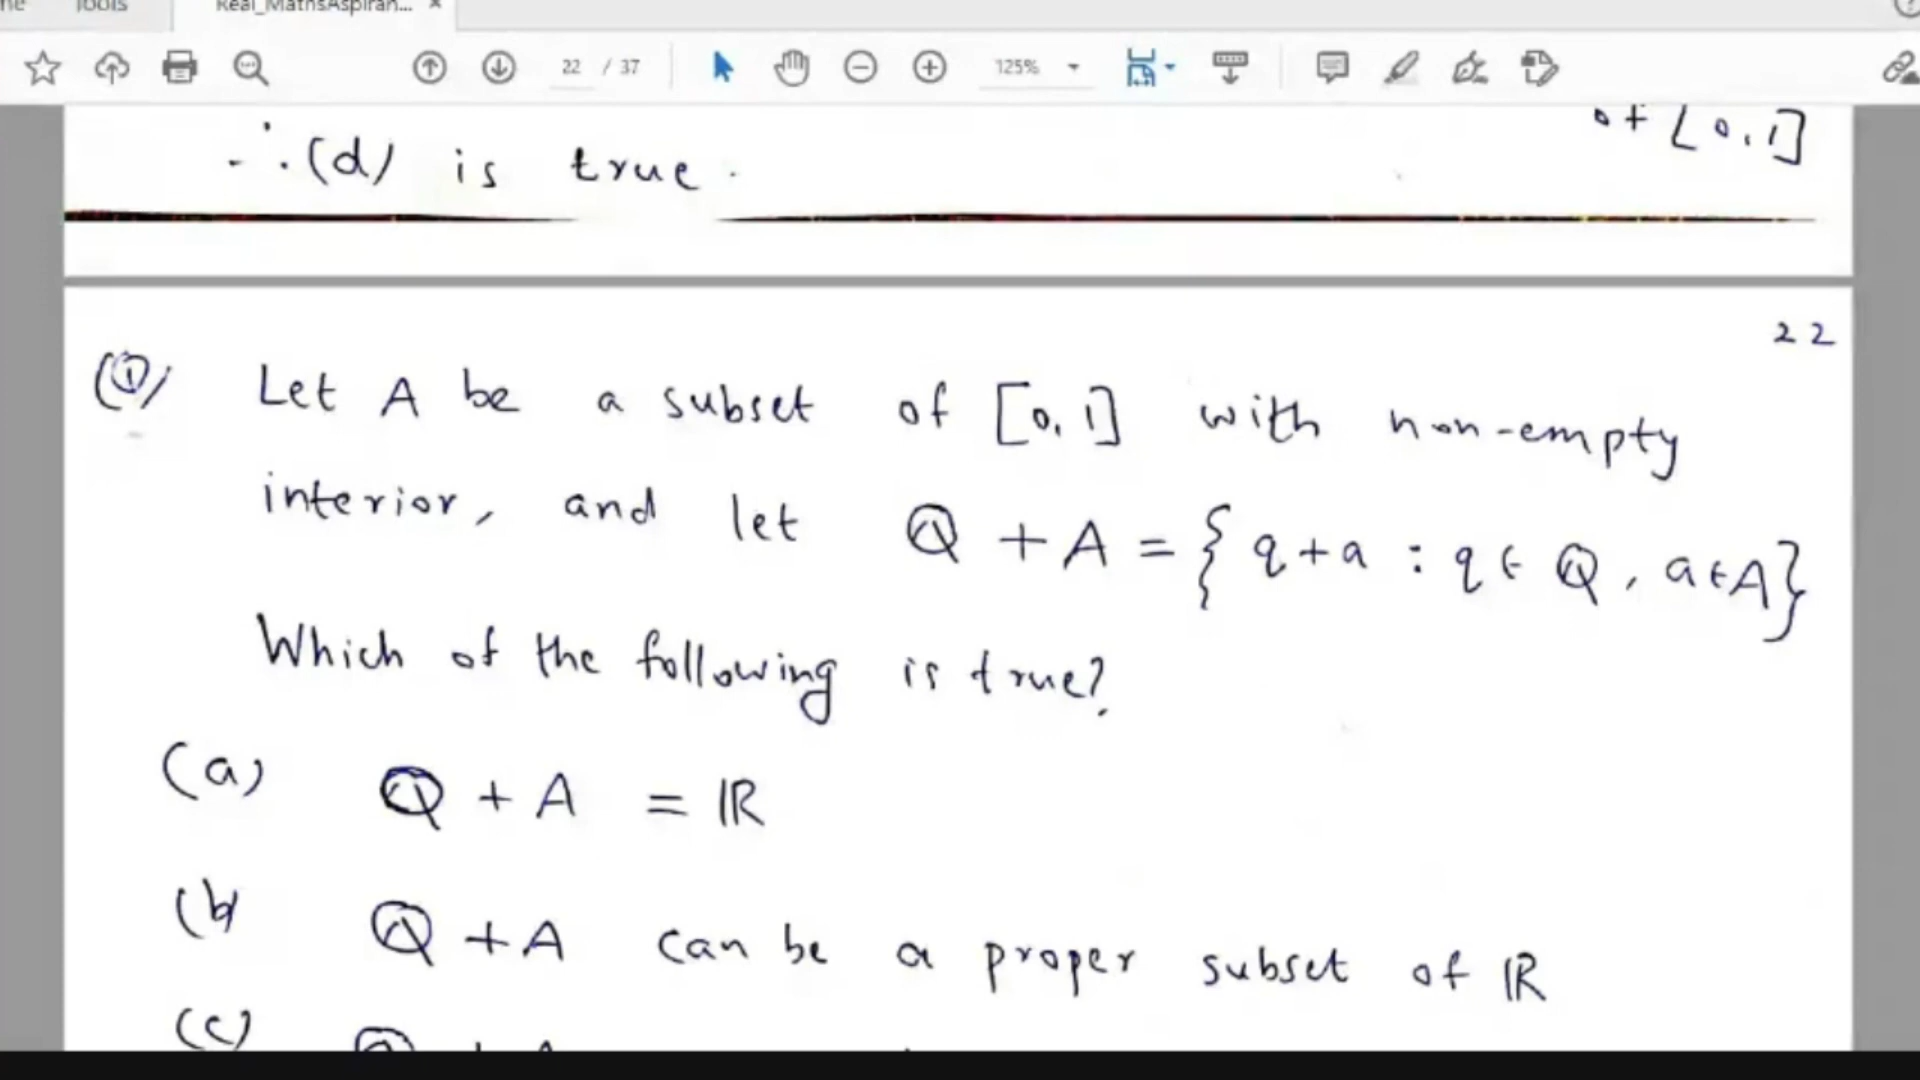 Tools
Real_MathsAspiran... ×
22 / 37
125%
of [0,1]
∴ (d) is true.
22
(Q) Let A be a subset of [0,1] with non-empty
interior, and let Q + A = { q+a : q ∈ Q, a ∈ A}
Which of the following is true?
(a) Q + A = ℝ
(b) Q + A can be a proper subset of ℝ
(c)